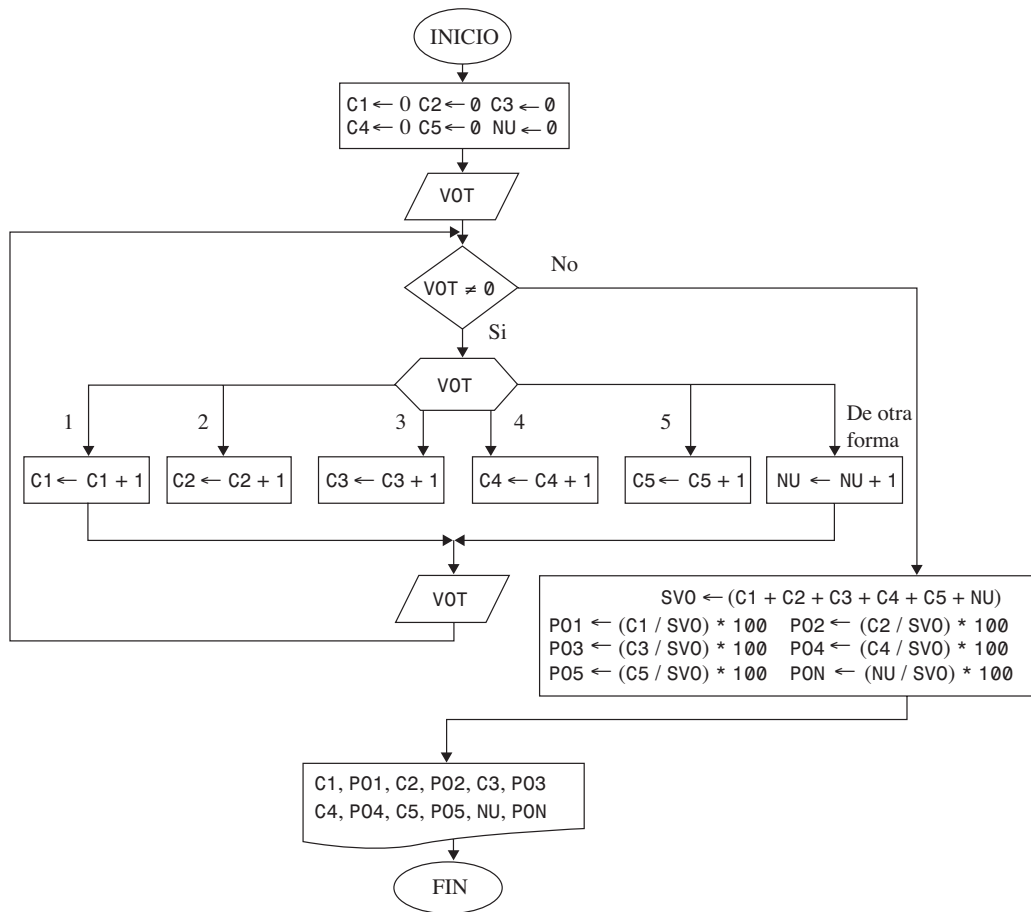 INICIO
C1 ← 0 C2 ← 0 C3 ← 0
C4 ← 0 C5 ← 0 NU ← 0
VOT
VOT ≠ 0
No
Si
VOT
1
2
3
4
5
De otra
forma
C1 ← C1 + 1
C2 ← C2 + 1
C3 ← C3 + 1
C4 ← C4 + 1
C5 ← C5 + 1
NU ← NU + 1
VOT
SVO ← (C1 + C2 + C3 + C4 + C5 + NU)
PO1 ← (C1 / SVO) * 100 PO2 ← (C2 / SVO) * 100
PO3 ← (C3 / SVO) * 100 PO4 ← (C4 / SVO) * 100
PO5 ← (C5 / SVO) * 100 PON ← (NU / SVO) * 100
C1, PO1, C2, PO2, C3, PO3
C4, PO4, C5, PO5, NU, PON
FIN